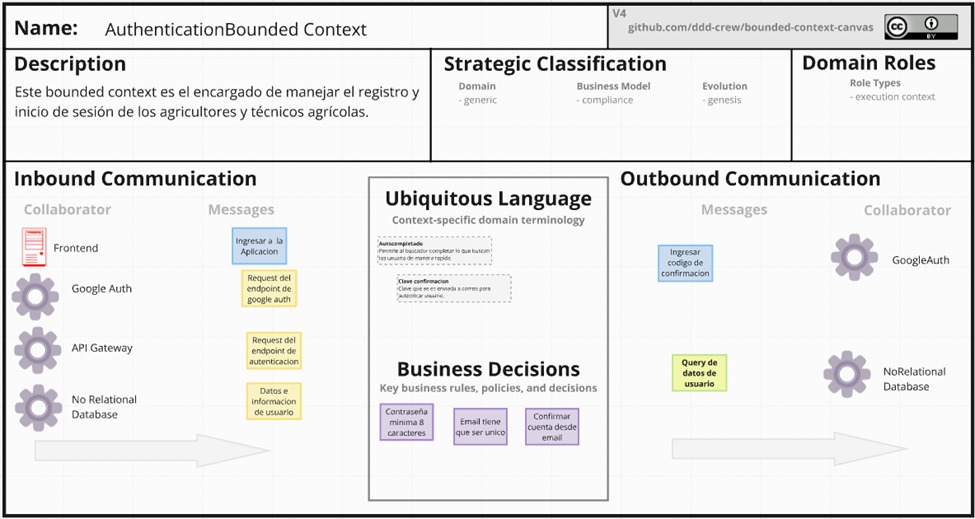 Name: AuthenticationBounded Context
V4
github.com/ddd-crew/bounded-context-canvas
CC
BY
Description
Este bounded context es el encargado de manejar el registro y
inicio de sesión de los agricultores y técnicos agrícolas.
Strategic Classification
Domain
- generic
Business Model
- compliance
Evolution
- genesis
Domain Roles
Role Types
- execution context
Inbound Communication
Collaborator
Messages
Frontend
Ingresar a la
Aplicacion
Google Auth
Request del
endpoint de
google auth
API Gateway
Request del
endpoint de
autenticacion
No Relational
Database
Datos e
informacion
de usuario
Ubiquitous Language
Context-specific domain terminology
Autocompletado
Permite al buscador completar lo que buscan
las usuario de manera rapida.
Clave confirmacion
Clave que se es enviada a correo para
autenticar usuario.
Business Decisions
Key business rules, policies, and decisions
Contraseña
minima 8
caracteres
Email tiene
que ser unico
Confirmar
cuenta desde
email
Outbound Communication
Messages
Collaborator
Ingresar
codigo de
confirmacion
GoogleAuth
Query de
datos de
usuario
NoRelational
Database